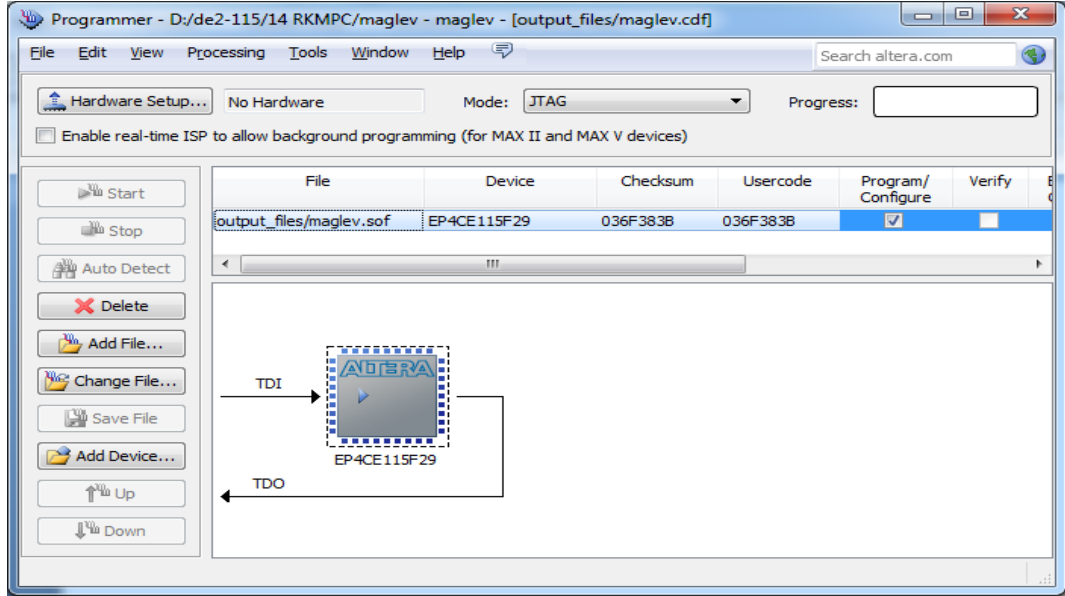 Programmer - D:/de2-115/14 RKMPC/maglev - maglev - [output_files/maglev.cdf]
File Edit View Processing Tools Window Help
Search altera.com
Hardware Setup... No Hardware Mode: JTAG Progress:
Enable real-time ISP to allow background programming (for MAX II and MAX V devices)
Start
Stop
Auto Detect
Delete
Add File...
Change File...
Save File
Add Device...
Up
Down
File Device Checksum Usercode Program/ Verify
Configure
output_files/maglev.sof EP4CE115F29 036F383B 036F383B
ALTERA
TDI
EP4CE115F29
TDO